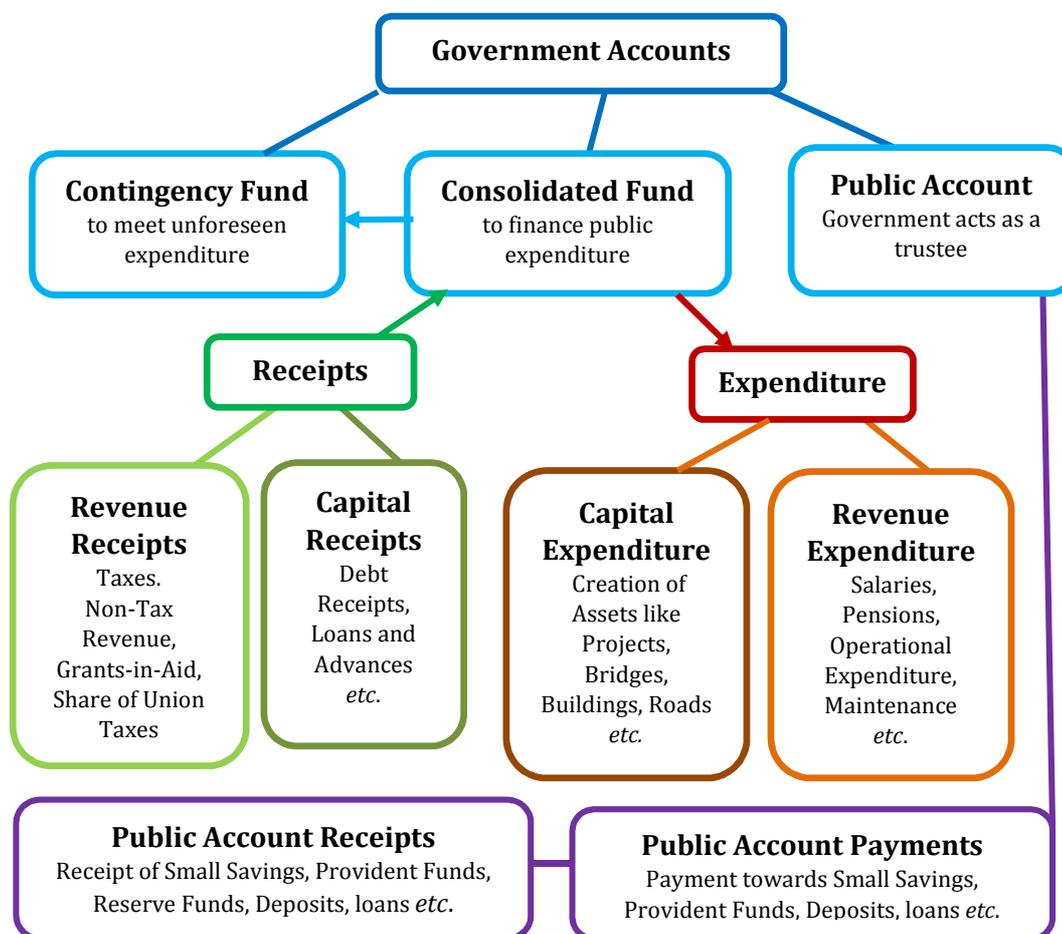 Government Accounts
Contingency Fund
to meet unforeseen
expenditure
Consolidated Fund
to finance public
expenditure
Public Account
Government acts as a
trustee
Receipts
Expenditure
Revenue
Receipts
Taxes.
Non-Tax
Revenue,
Grants-in-Aid,
Share of Union
Taxes
Capital
Receipts
Debt
Receipts,
Loans and
Advances
etc.
Capital
Expenditure
Creation of
Assets like
Projects,
Bridges,
Buildings, Roads
etc.
Revenue
Expenditure
Salaries,
Pensions,
Operational
Expenditure,
Maintenance
etc.
Public Account Receipts
Receipt of Small Savings, Provident Funds,
Reserve Funds, Deposits, loans etc.
Public Account Payments
Payment towards Small Savings,
Provident Funds, Deposits, loans etc.